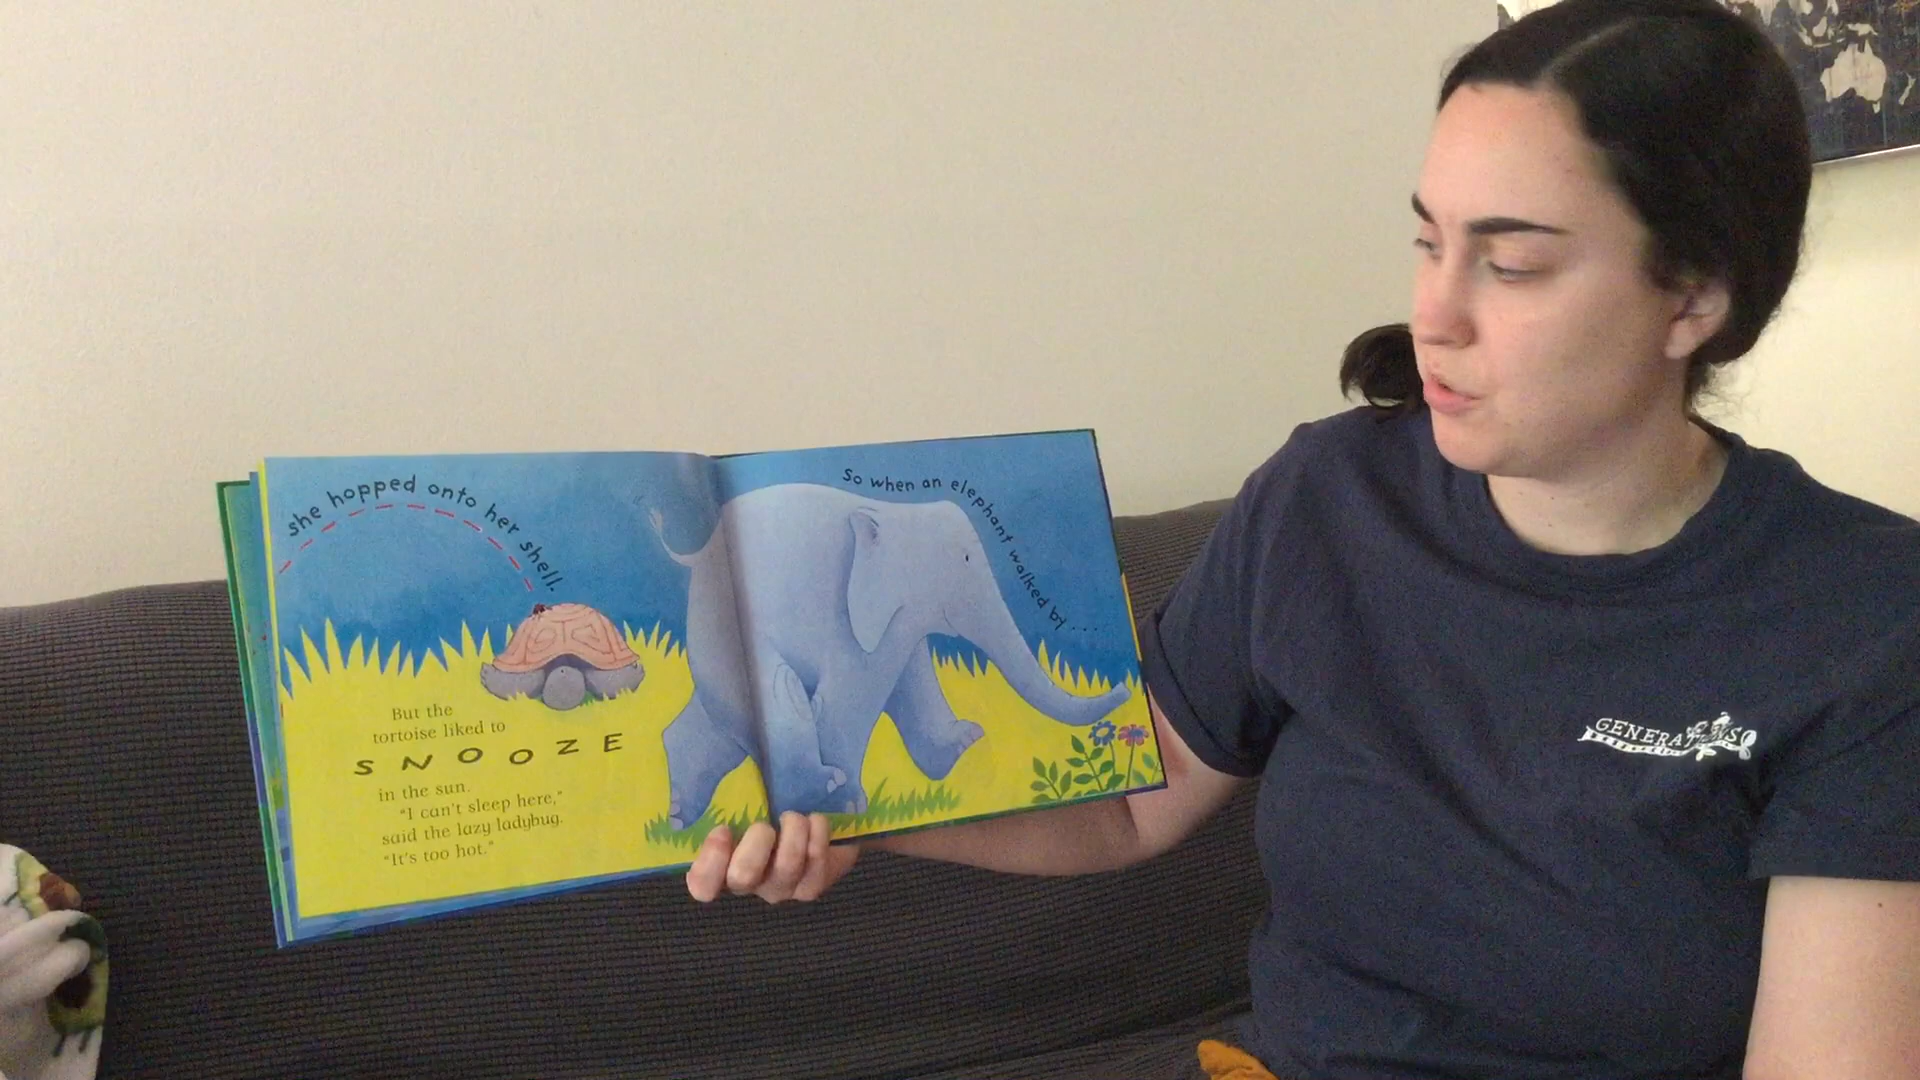 she hopped onto her shell.
But the
tortoise liked to
SNOOZE
in the sun.
"I can't sleep here,"
said the lazy ladybug.
"It's too hot."
So when an elephant walked by...
GENERATIONS